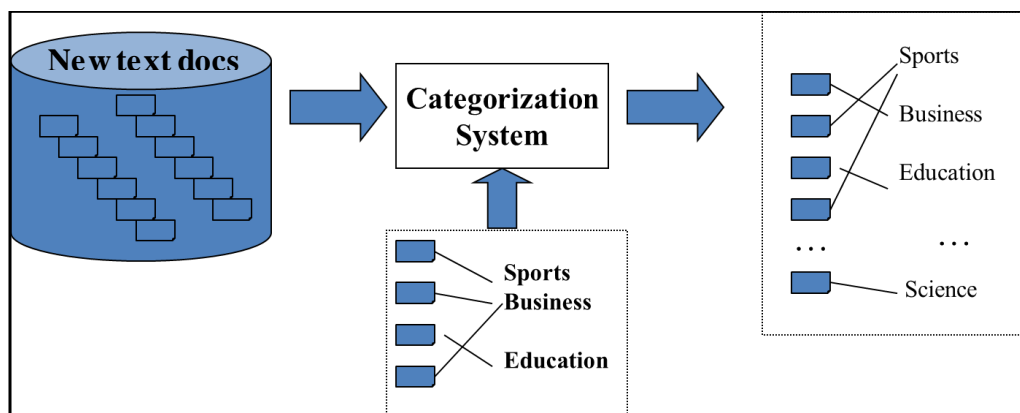 New text docs
Categorization
System
Sports
Business
Education
Sports
Business
Education
... ...
Science